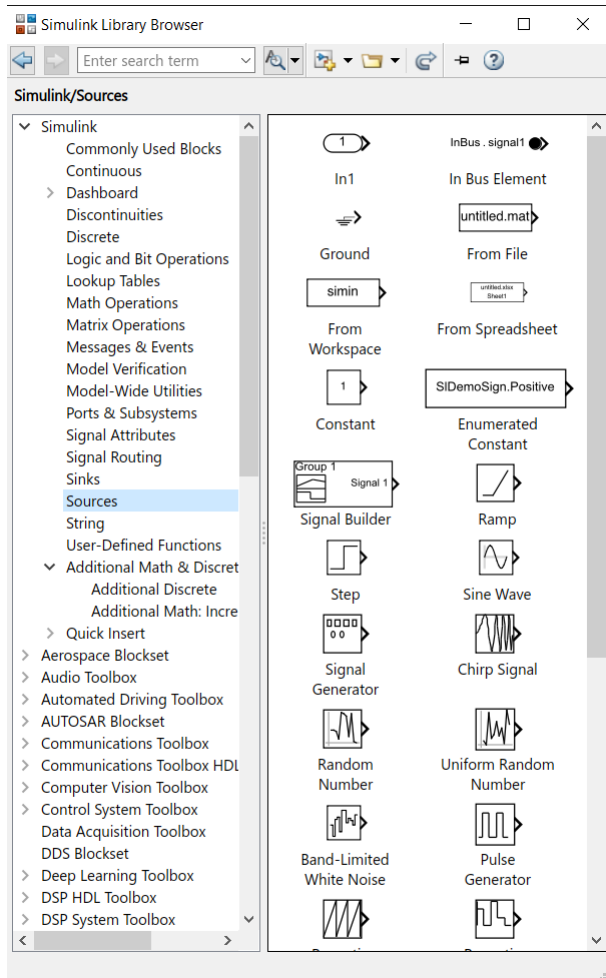 Simulink Library Browser
Enter search term
Simulink/Sources
Simulink
Commonly Used Blocks
Continuous
Dashboard
Discontinuities
Discrete
Logic and Bit Operations
Lookup Tables
Math Operations
Matrix Operations
Messages & Events
Model Verification
Model-Wide Utilities
Ports & Subsystems
Signal Attributes
Signal Routing
Sinks
Sources
String
User-Defined Functions
Additional Math & Discret
Additional Discrete
Additional Math: Incre
Quick Insert
Aerospace Blockset
Audio Toolbox
Automated Driving Toolbox
AUTOSAR Blockset
Communications Toolbox
Communications Toolbox HDL
Computer Vision Toolbox
Control System Toolbox
Data Acquisition Toolbox
DDS Blockset
Deep Learning Toolbox
DSP HDL Toolbox
DSP System Toolbox
1
InBus . signal1
In1
In Bus Element
untitled.mat
Ground
From File
simin
untitled.xlsx
Sheet1
From
Workspace
From Spreadsheet
1
SlDemoSign.Positive
Constant
Enumerated
Constant
Group 1
Signal 1
Signal Builder
Ramp
Step
Sine Wave
Signal
Generator
Chirp Signal
Random
Number
Uniform Random
Number
Band-Limited
White Noise
Pulse
Generator